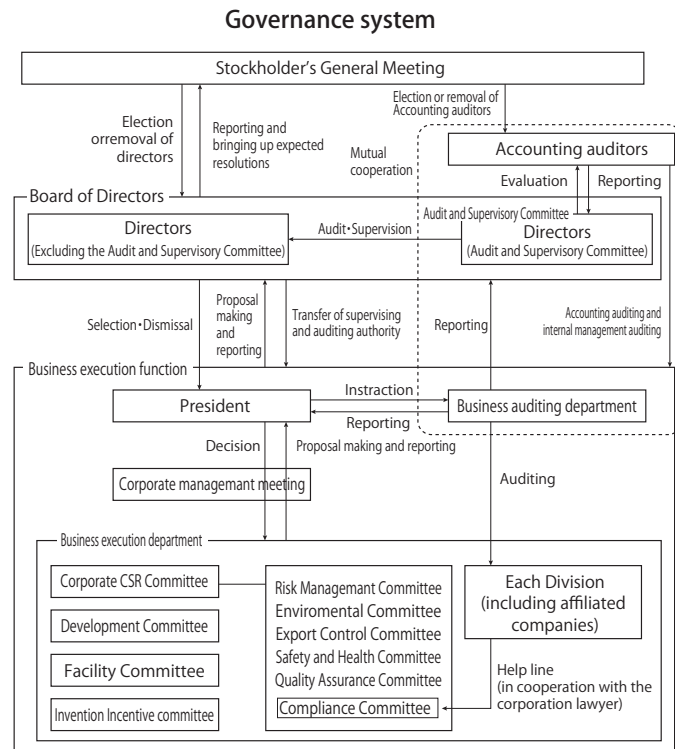 Governance system
Stockholder's General Meeting
Election
orremoval of
directors
Reporting and
bringing up expected
resolutions
Election or removal of
Accounting auditors
Mutual
cooperation
Accounting auditors
Evaluation
Reporting
Board of Directors
Directors
(Excluding the Audit and Supervisory Committee)
Audit・Supervision
Audit and Supervisory Committee
Directors
(Audit and Supervisory Committee)
Selection・Dismissal
Proposal
making
and
reporting
Transfer of supervising
and auditing authority
Reporting
Accounting auditing and
internal management auditing
Business execution function
President
Instraction
Reporting
Business auditing department
Decision
Proposal making and reporting
Corporate managemant meeting
Auditing
Business execution department
Corporate CSR Committee
Development Committee
Facility Committee
Invention Incentive committee
Risk Managemant Committee
Enviromental Committee
Export Control Committee
Safety and Health Committee
Quality Assurance Committee
Compliance Committee
Each Division
(including affiliated
companies)
Help line
(in cooperation with the
corporation lawyer)